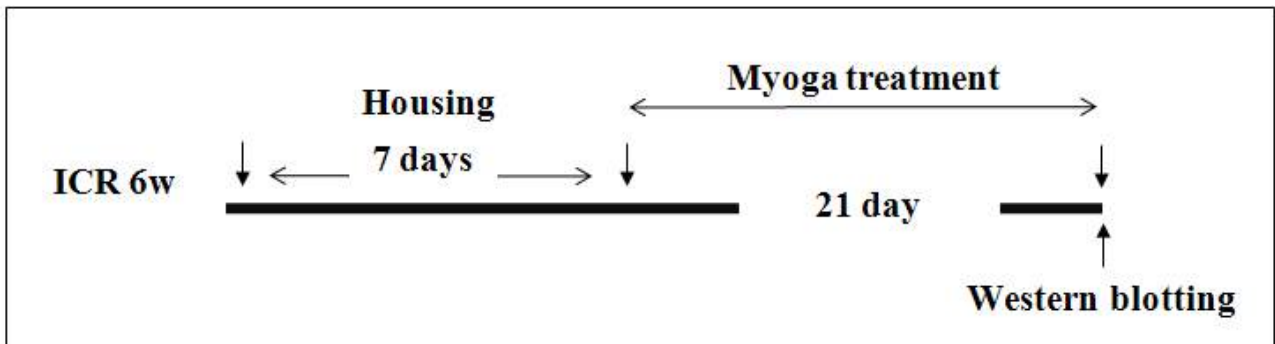 Myoga treatment
Housing
7 days
ICR 6w
21 day
Western blotting